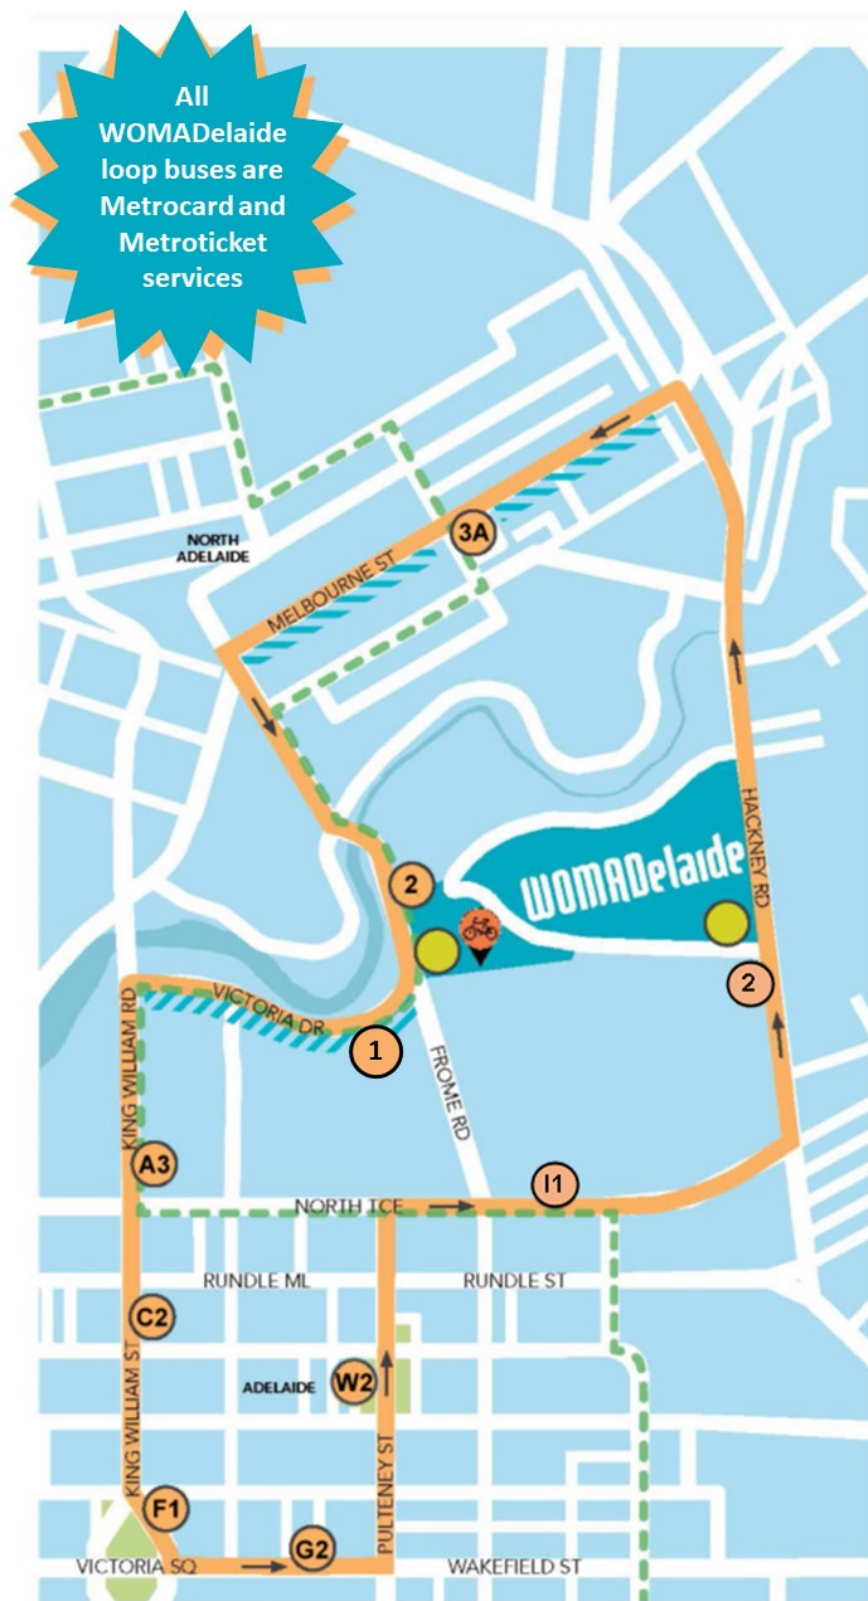 All
WOMADelaide
loop buses are
Metrocard and
Metroticket
services
3A
NORTH
ADELAIDE
MELBOURNE ST
HACKNEY RD
WOMADelaide
2
2
VICTORIA DR
KING WILLIAM RD
1
FROME RD
A3
I1
NORTH TCE
RUNDLE ML
RUNDLE ST
C2
KING WILLIAM ST
ADELAIDE
W2
PULTENEY ST
F1
G2
VICTORIA SQ
WAKEFIELD ST